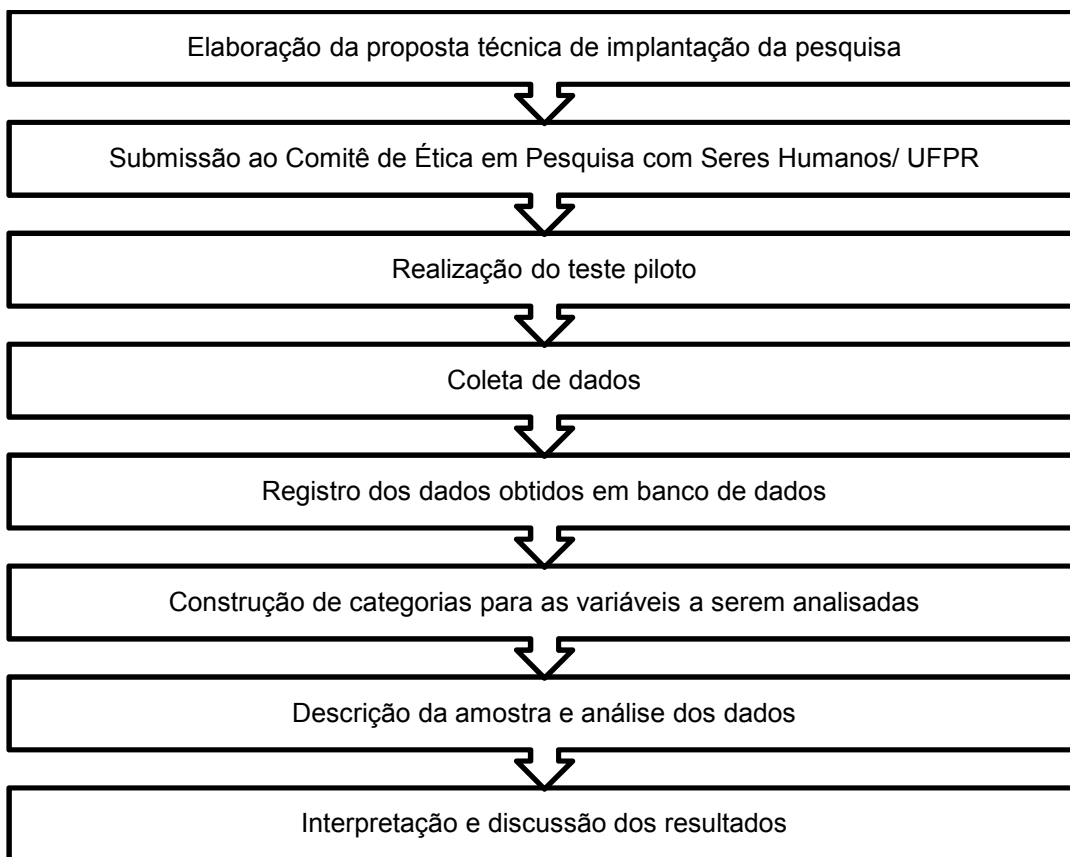 Elaboração da proposta técnica de implantação da pesquisa
Submissão ao Comitê de Ética em Pesquisa com Seres Humanos/ UFPR
Realização do teste piloto
Coleta de dados
Registro dos dados obtidos em banco de dados
Construção de categorias para as variáveis a serem analisadas
Descrição da amostra e análise dos dados
Interpretação e discussão dos resultados